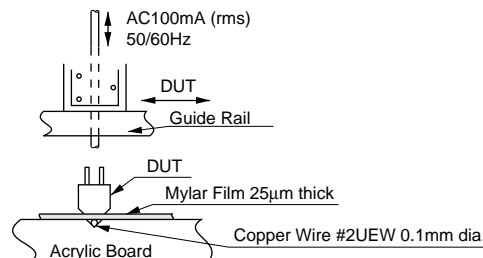 AC100mA (rms)
50/60Hz
DUT
Guide Rail
DUT
Mylar Film 25μm thick
Copper Wire #2UEW 0.1mm dia.
Acrylic Board